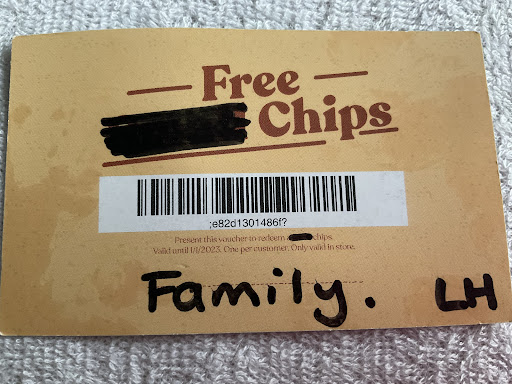 Free
Chips
;e82d1301486f?
Present this voucher to redeem a chips.
Valid until 1/1/2023. One per customer. Only valid in store.
Family. LH